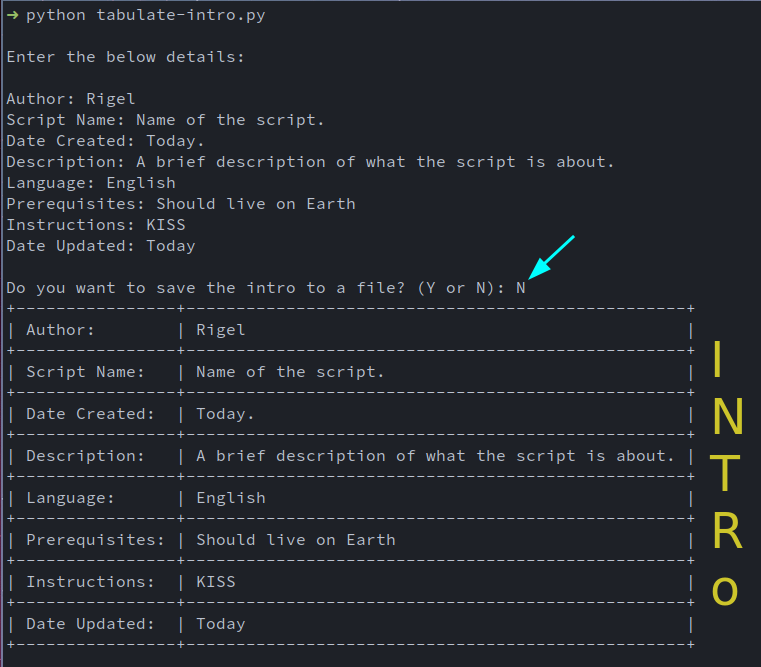 → python tabulate-intro.py
Enter the below details:
Author: Rigel
Script Name: Name of the script.
Date Created: Today.
Description: A brief description of what the script is about.
Language: English
Prerequisites: Should live on Earth
Instructions: KISS
Date Updated: Today
Do you want to save the intro to a file? (Y or N): N
+----------------+--------------------------------------------------+
| Author:        | Rigel                                            |
+----------------+--------------------------------------------------+
| Script Name:   | Name of the script.                              |
+----------------+--------------------------------------------------+
| Date Created:  | Today.                                           |
+----------------+--------------------------------------------------+
| Description:   | A brief description of what the script is about. |
+----------------+--------------------------------------------------+
| Language:      | English                                          |
+----------------+--------------------------------------------------+
| Prerequisites: | Should live on Earth                             |
+----------------+--------------------------------------------------+
| Instructions:  | KISS                                             |
+----------------+--------------------------------------------------+
| Date Updated:  | Today                                            |
+----------------+--------------------------------------------------+
I
N
T
R
o